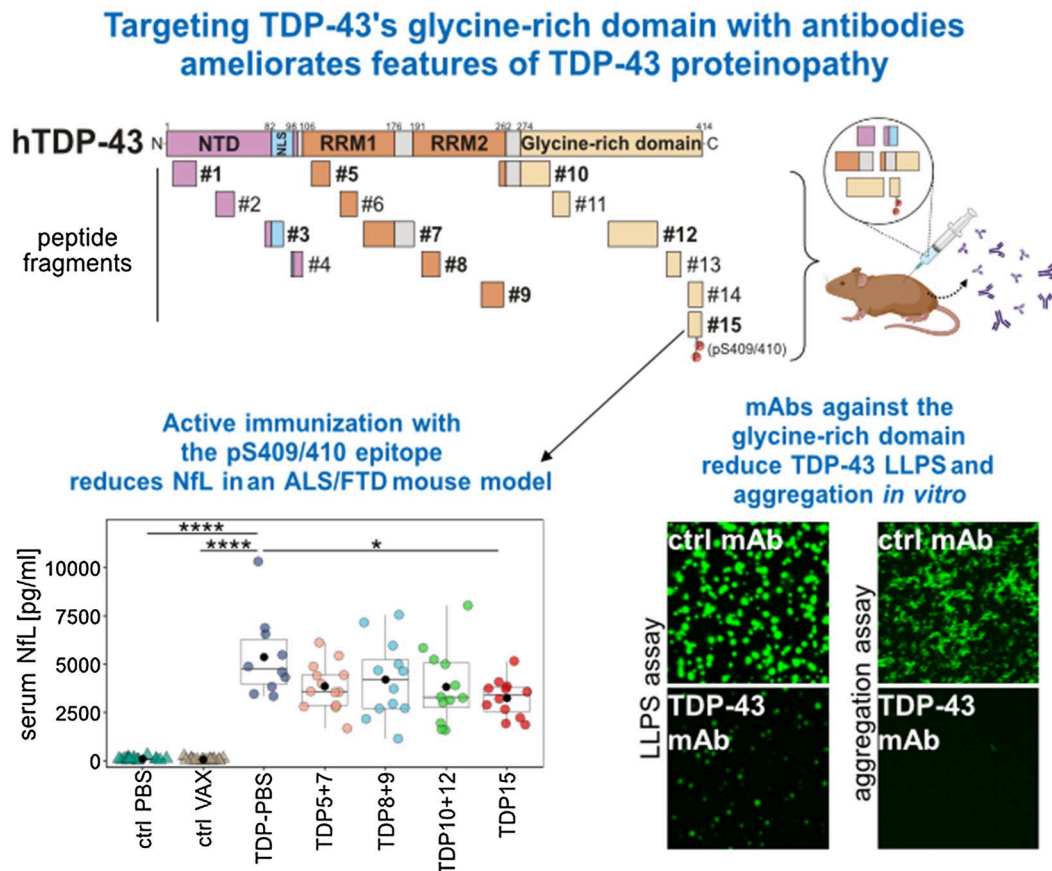 Targeting TDP-43's glycine-rich domain with antibodies
ameliorates features of TDP-43 proteinopathy
1 82 98 106 176 191 262 274 414
hTDP-43 N NTD NLS RRM1 RRM2 Glycine-rich domain C
#1 #5 #10
#2 #6 #11
peptide
fragments
#3 #7 #12
#4 #8 #13
#9 #14
#15
P
P
(pS409/410)
P
P
Active immunization with
the pS409/410 epitope
reduces NfL in an ALS/FTD mouse model
serum NfL [pg/ml]
****
**** *
10000
7500
5000
2500
0
ctrl PBS
ctrl VAX
TDP-PBS
TDP5+7
TDP8+9
TDP10+12
TDP15
mAbs against the
glycine-rich domain
reduce TDP-43 LLPS and
aggregation in vitro
LLPS assay
ctrl mAb
TDP-43
mAb
aggregation assay
ctrl mAb
TDP-43
mAb